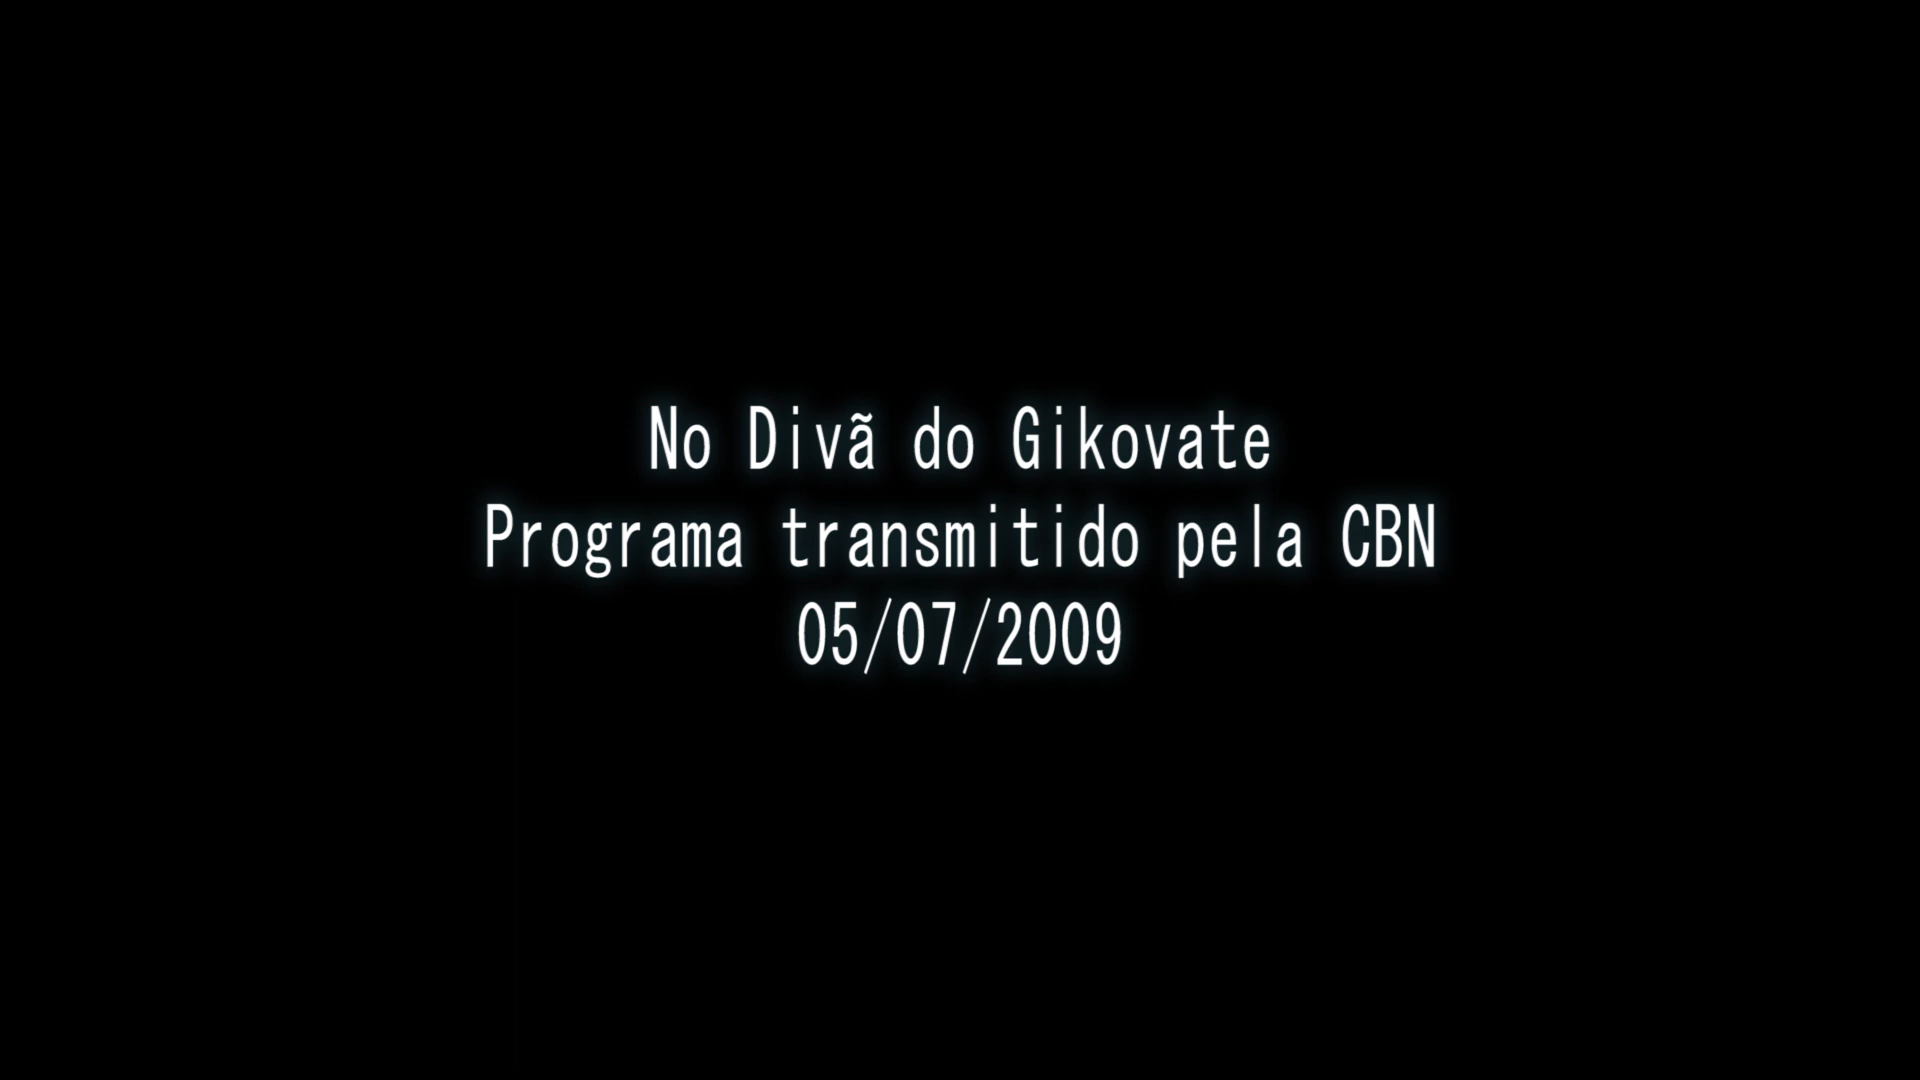 No Divã do Gikovate
Programa transmitido pela CBN
05/07/2009